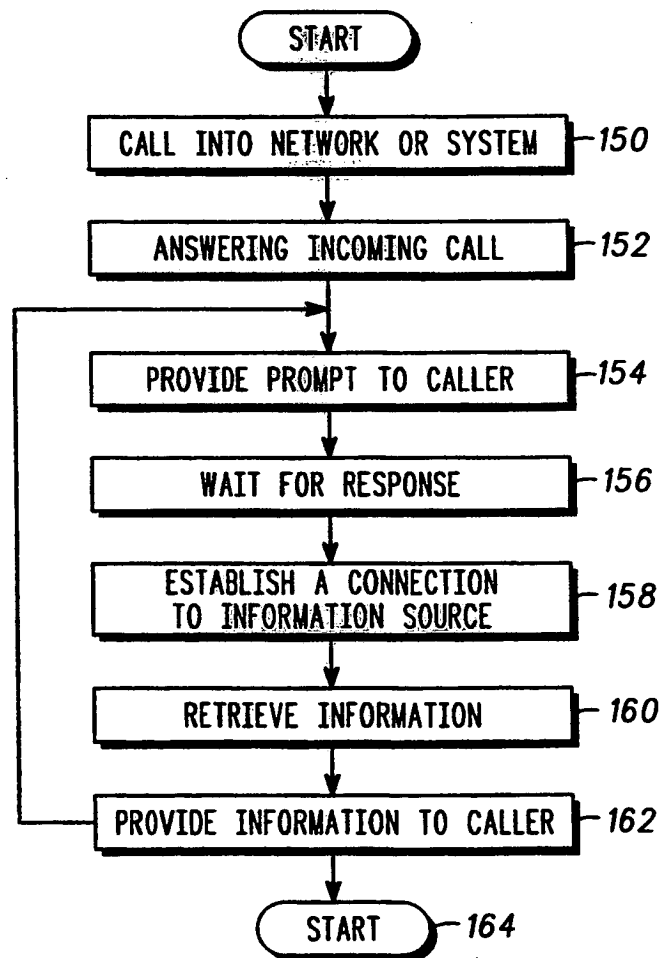 START
CALL INTO NETWORK OR SYSTEM 150
ANSWERING INCOMING CALL 152
PROVIDE PROMPT TO CALLER 154
WAIT FOR RESPONSE 156
ESTABLISH A CONNECTION
TO INFORMATION SOURCE 158
RETRIEVE INFORMATION 160
PROVIDE INFORMATION TO CALLER 162
START 164